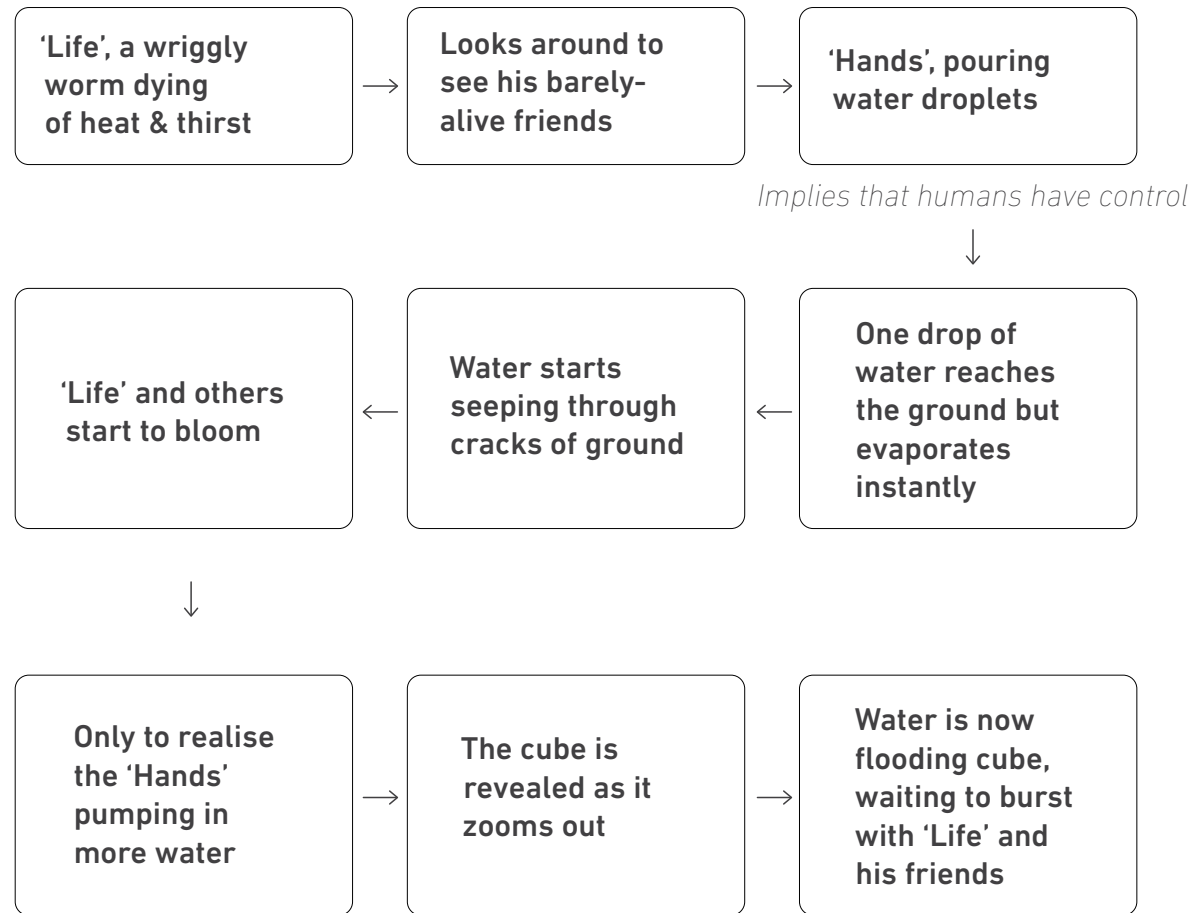 ‘Life’, a wriggly
worm dying
of heat & thirst
Looks around to
see his barely-
alive friends
‘Hands’, pouring
water droplets
Implies that humans have control
One drop of
water reaches
the ground but
evaporates
instantly
Water starts
seeping through
cracks of ground
‘Life’ and others
start to bloom
Only to realise
the ‘Hands’
pumping in
more water
The cube is
revealed as it
zooms out
Water is now
flooding cube,
waiting to burst
with ‘Life’ and
his friends